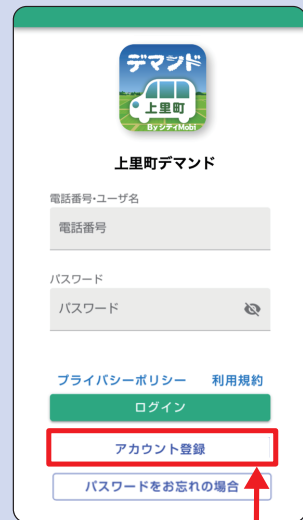 デマンド
上里町
By シティMobi
上里町デマンド
電話番号・ユーザ名
電話番号
パスワード
パスワード
プライバシーポリシー 利用規約
ログイン
アカウント登録
パスワードをお忘れの場合